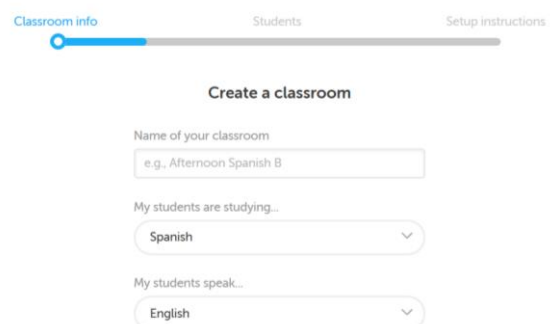 Classroom info Students Setup instructions
Create a classroom
Name of your classroom
e.g., Afternoon Spanish B
My students are studying...
Spanish
My students speak...
English